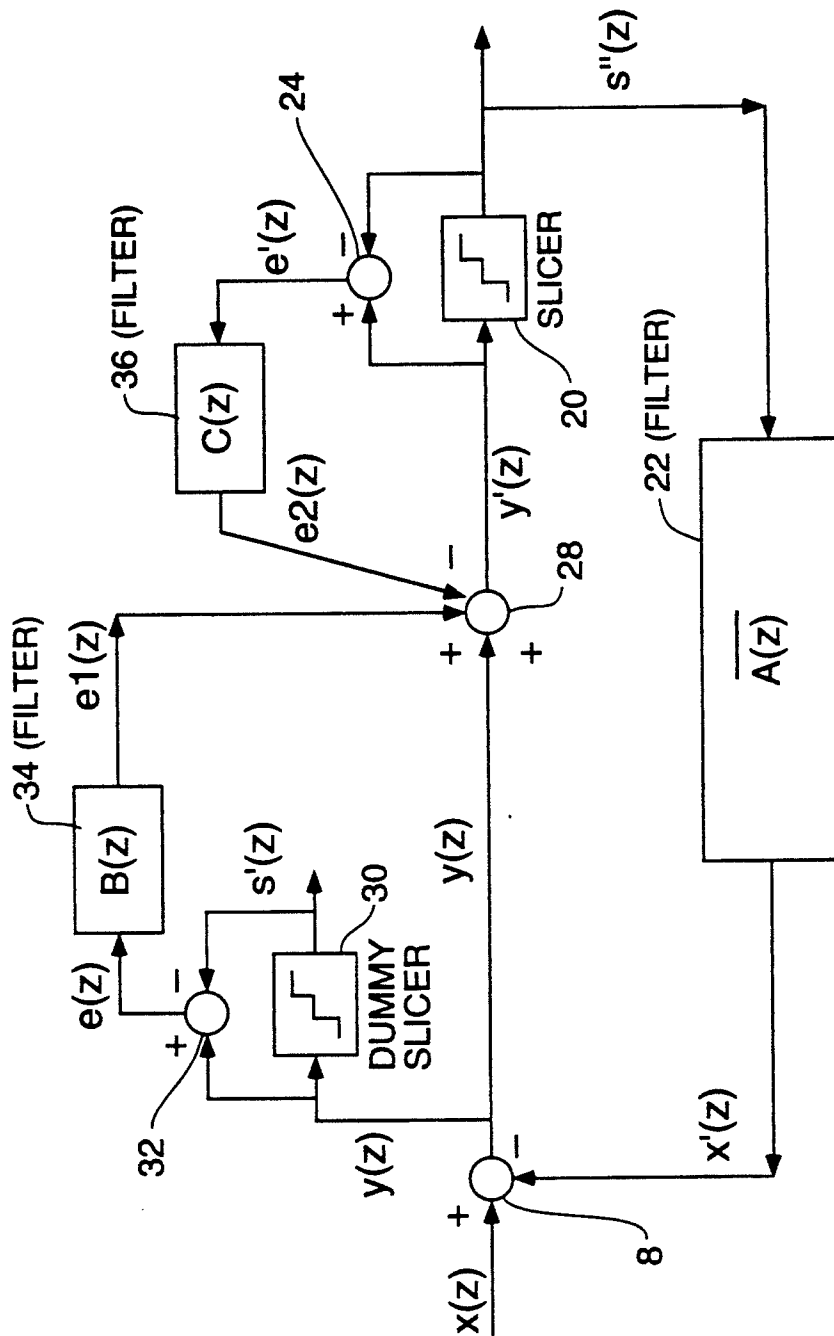 36 (FILTER)
C(z)
e'(z)
24
−
+
e2(z)
SLICER
20
s"(z)
34 (FILTER)
B(z)
e1(z)
e(z)
32
+
−
s'(z)
30
DUMMY
SLICER
y(z)
−
+
+
28
y'(z)
y(z)
x(z)
+
−
8
x'(z)
22 (FILTER)
A(z)